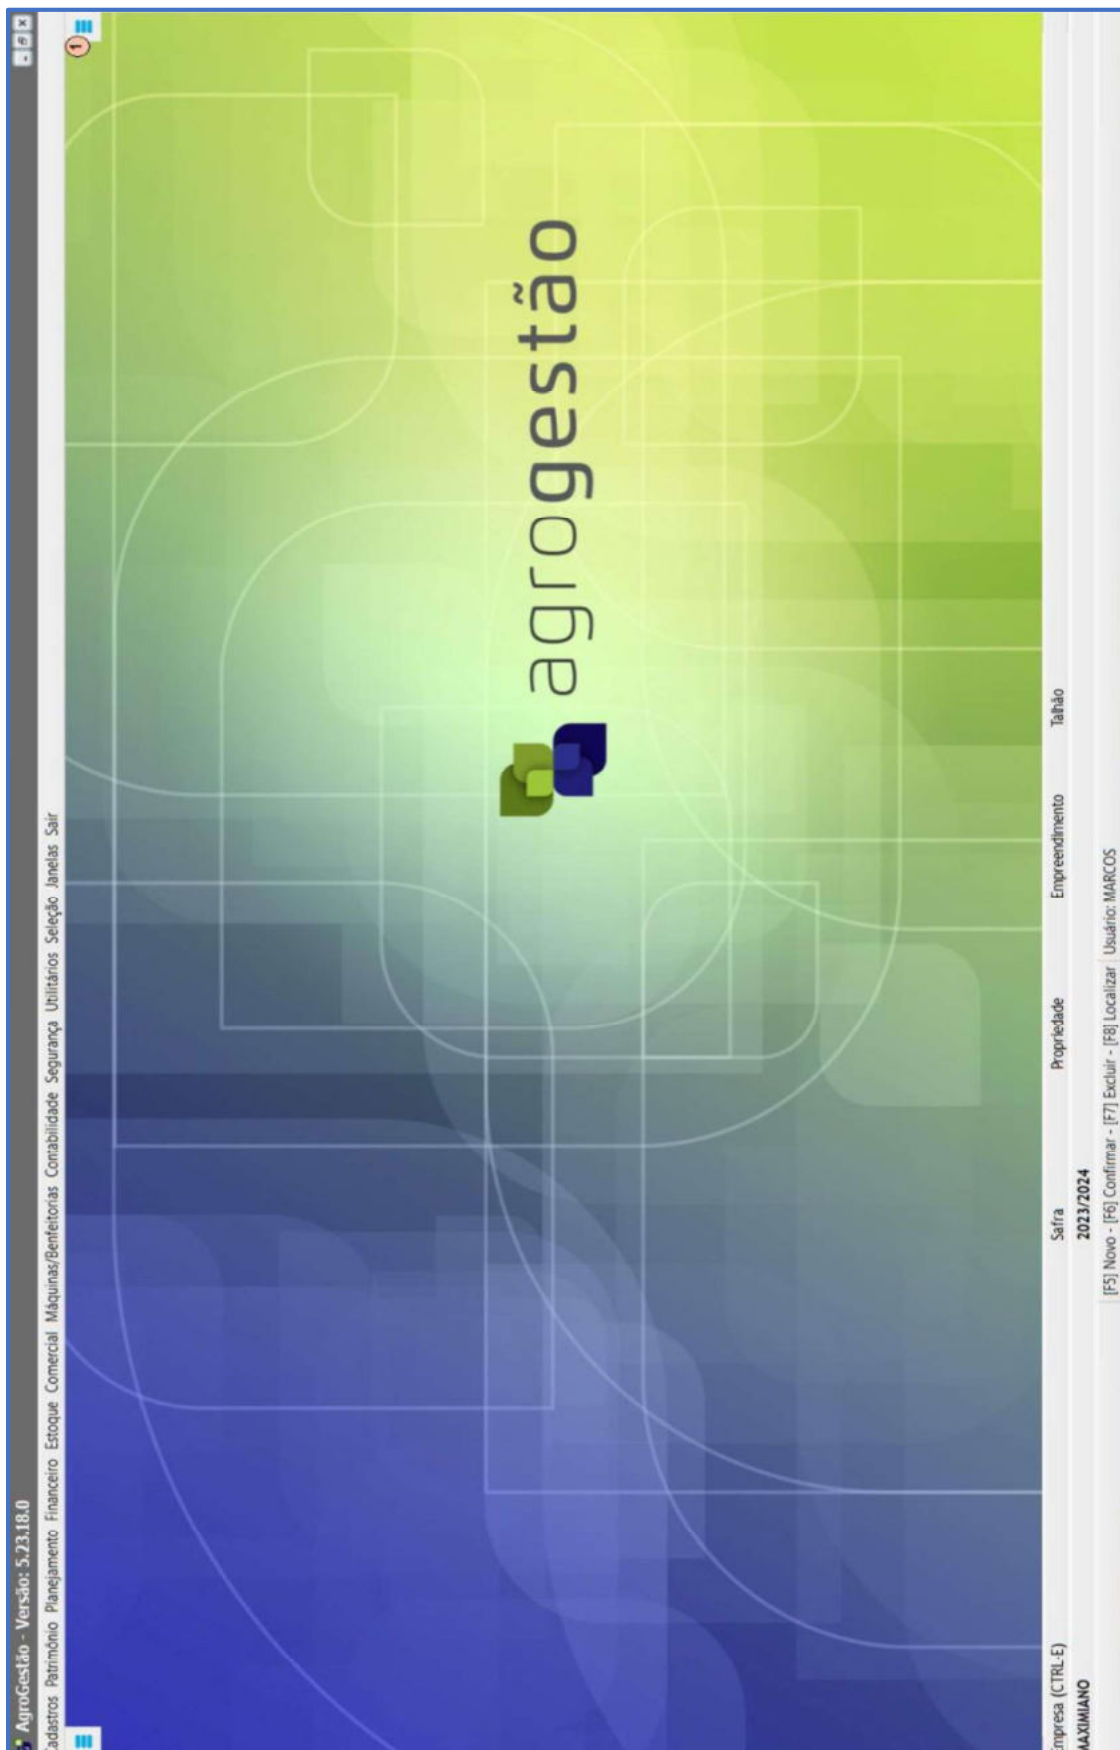 AgroGestão - Versão: 5.23.18.0
Cadastros Patrimônio Planejamento Financeiro Estoque Comercial Máquinas/Benfeitorias Contabilidade Segurança Utilitários Seleção Janelas Sair
1
agrogestão
Empresa (CTRL-E) Safra Propriedade Empreendimento Talhão
MAXIMIANO 2023/2024
[F5] Novo - [F6] Confirmar - [F7] Excluir - [F8] Localizar Usuário: MARCOS